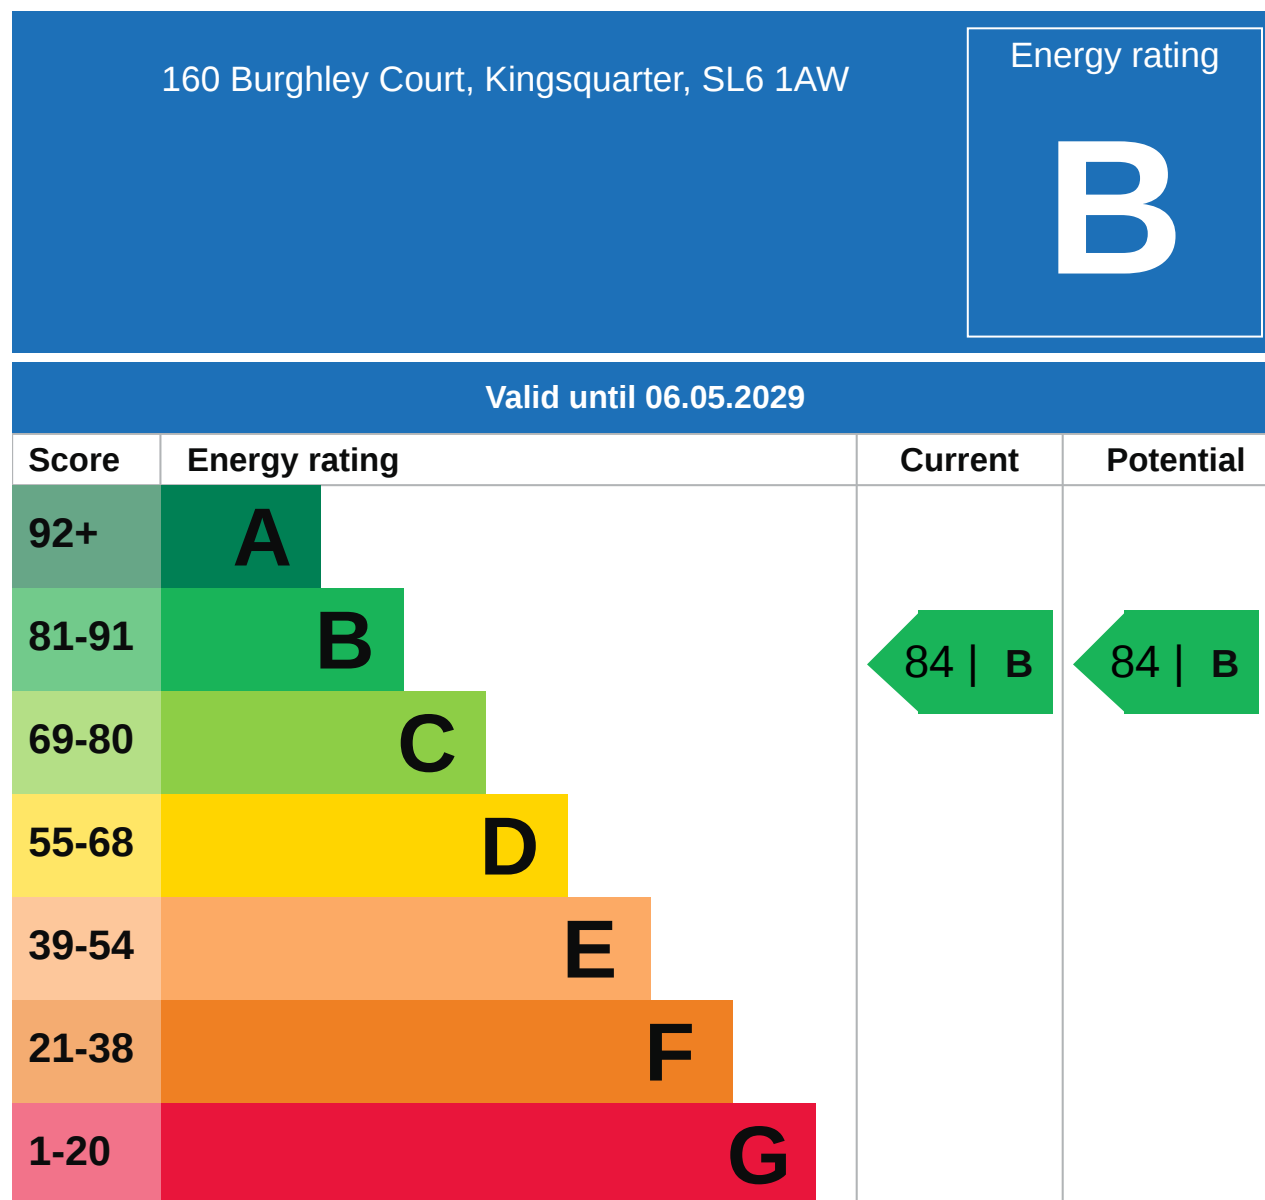 160 Burghley Court, Kingsquarter, SL6 1AW
Energy rating
B
Valid until 06.05.2029
Score Energy rating Current Potential
92+ A
81-91 B
84 | B 84 | B
69-80 C
55-68 D
39-54 E
21-38 F
1-20 G